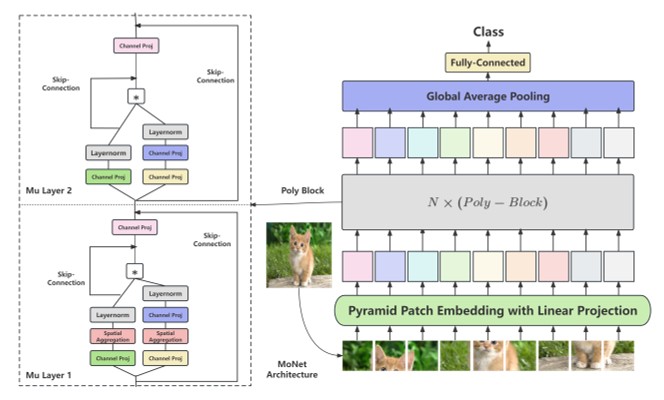 Class
Fully-Connected
Global Average Pooling
N × (Poly − Block)
Pyramid Patch Embedding with Linear Projection
Poly Block
MoNet
Architecture
Channel Proj
Skip-
Connection
Skip-
Connection
*
Layernorm
Layernorm
Channel Proj
Channel Proj
Channel Proj
Mu Layer 2
Channel Proj
Skip-
Connection
Skip-
Connection
*
Layernorm
Layernorm
Channel Proj
Spatial
Aggregation
Spatial
Aggregation
Channel Proj
Channel Proj
Mu Layer 1